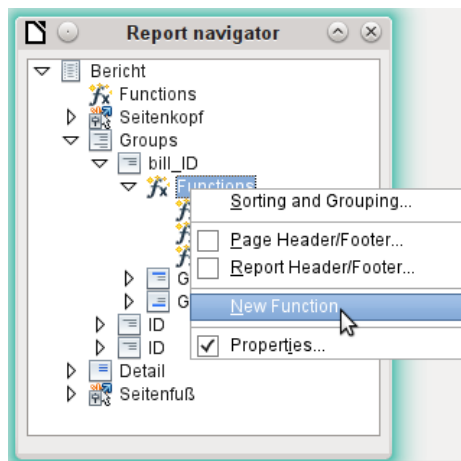 Report navigator
Bericht
Functions
Seitenkopf
Groups
bill_ID
Functions
Sorting and Grouping...
Page Header/Footer...
Report Header/Footer...
G
New Function
G
ID
ID
Properties...
Detail
Seitenfuß